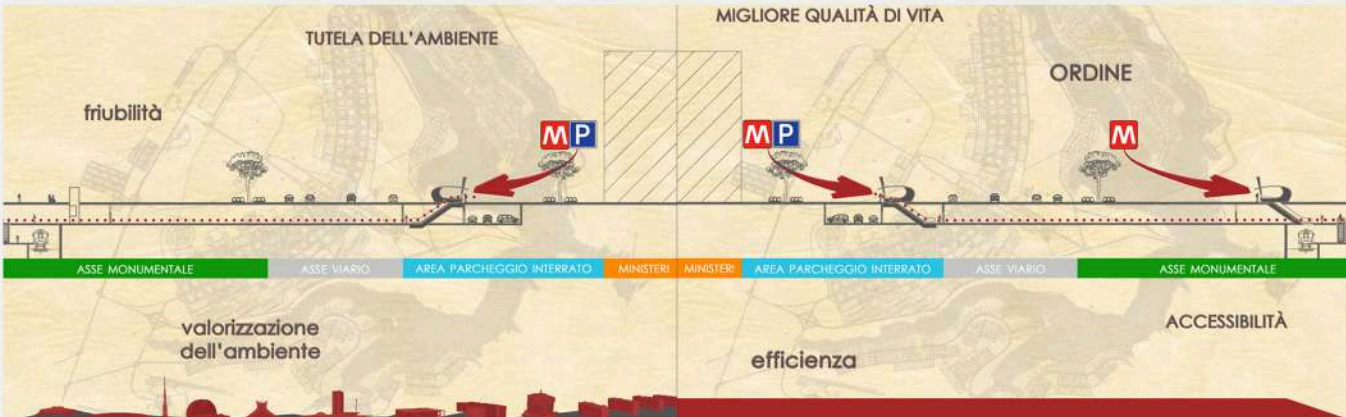 MIGLIORE QUALITÀ DI VITA
TUTELA DELL'AMBIENTE
ORDINE
friubilità
M P
M P
M
ASSE MONUMENTALE
ASSE VIARIO
AREA PARCHEGGIO INTERRATO
MINISTERI
MINISTERI
AREA PARCHEGGIO INTERRATO
ASSE VIARIO
ASSE MONUMENTALE
valorizzazione
dell'ambiente
ACCESSIBILITÀ
efficienza